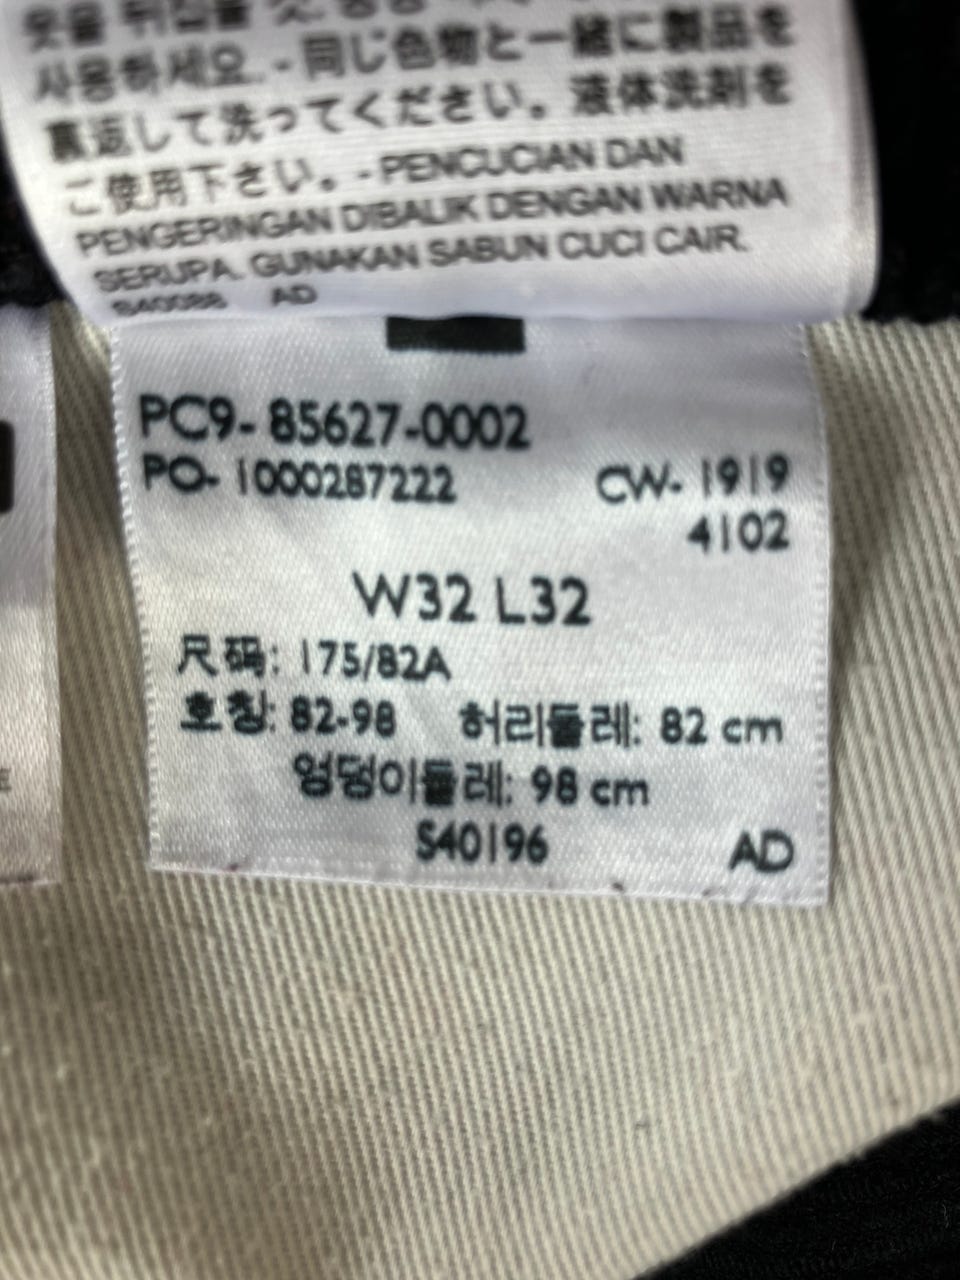 사용하세요. - 同じ色物と一緒に製品を
裏返して洗ってください。液体洗剤を
ご使用下さい。- PENCUCIAN DAN
PENGERINGAN DIBALIK DENGAN WARNA
SERUPA. GUNAKAN SABUN CUCI CAIR.
S40088 AD
PC9- 85627-0002
PO- 1000287222 CW- 1919
4102
W32 L32
尺码: 175/82A
호칭: 82-98 허리둘레: 82 cm
엉덩이둘레: 98 cm
S40196 AD
E